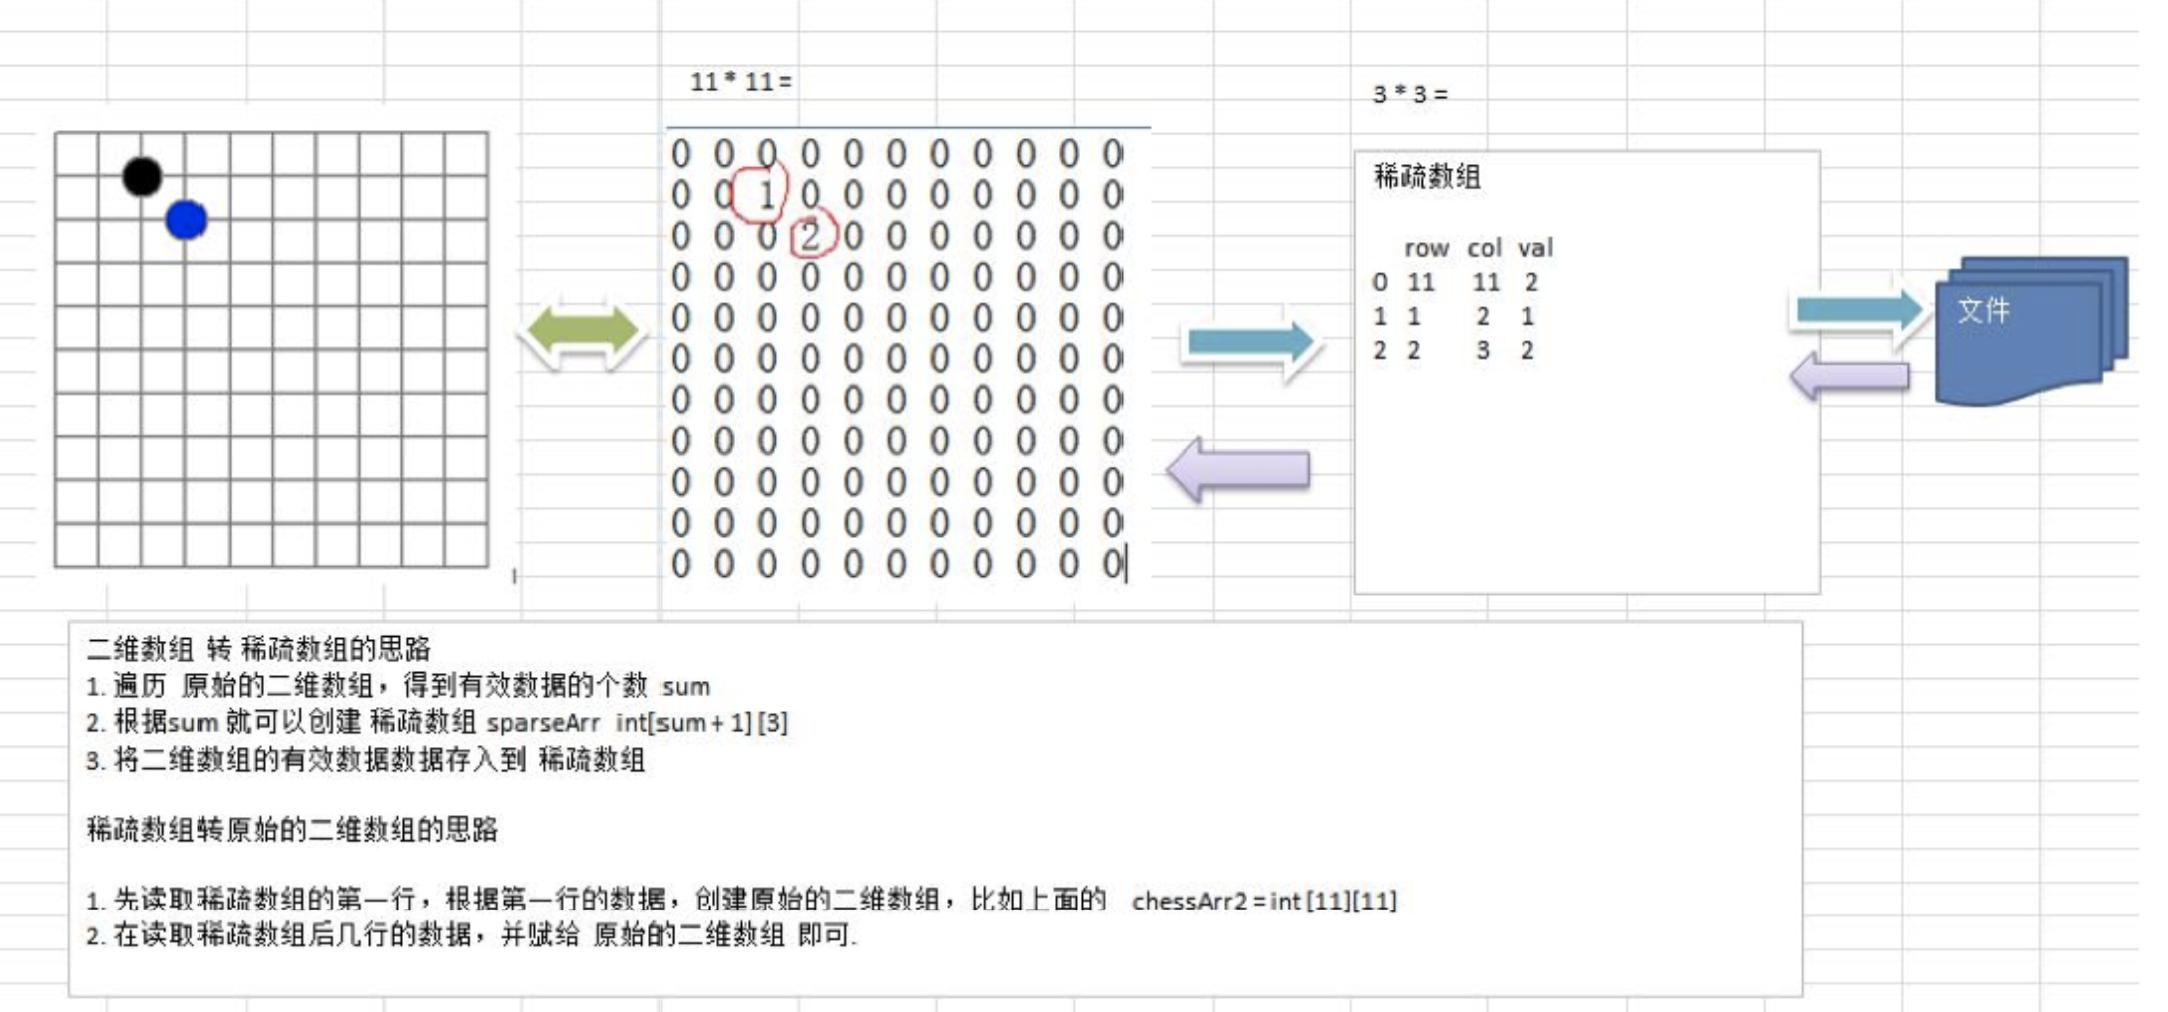 11 * 11 =
0 0 0 0 0 0 0 0 0 0 0
0 0 1 0 0 0 0 0 0 0 0
0 0 0 2 0 0 0 0 0 0 0
0 0 0 0 0 0 0 0 0 0 0
0 0 0 0 0 0 0 0 0 0 0
0 0 0 0 0 0 0 0 0 0 0
0 0 0 0 0 0 0 0 0 0 0
0 0 0 0 0 0 0 0 0 0 0
0 0 0 0 0 0 0 0 0 0 0
0 0 0 0 0 0 0 0 0 0 0
0 0 0 0 0 0 0 0 0 0 0
3 * 3 =
稀疏数组
row col val
0 11 11 2
1 1 2 1
2 2 3 2
文件
二维数组 转 稀疏数组的思路
1. 遍历 原始的二维数组，得到有效数据的个数 sum
2. 根据sum 就可以创建 稀疏数组 sparseArr int[sum + 1] [3]
3. 将二维数组的有效数据数据存入到 稀疏数组
稀疏数组转原始的二维数组的思路
1. 先读取稀疏数组的第一行，根据第一行的数据，创建原始的二维数组，比如上面的 chessArr2 = int [11][11]
2. 在读取稀疏数组后几行的数据，并赋给 原始的二维数组 即可.